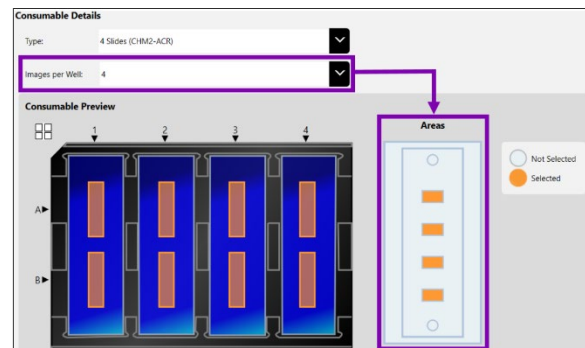 Consumable Details
Type: 4 Slides (CHM2-ACR)
Images per Well: 4
Consumable Preview
Areas
1 2 3 4
Not Selected
Selected
A
B